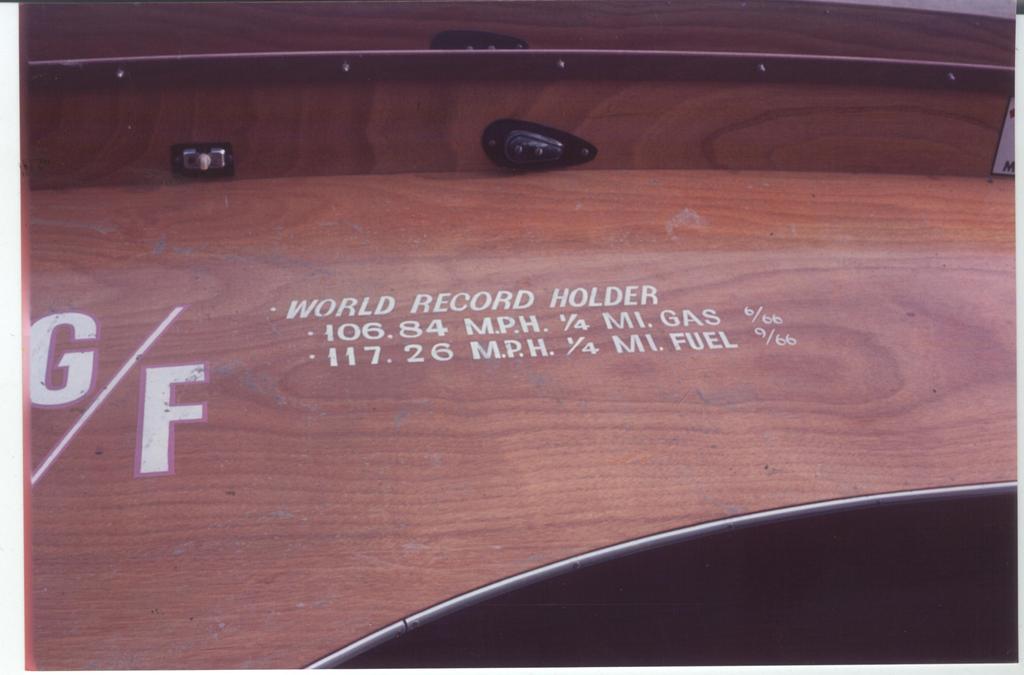 G/F
· WORLD RECORD HOLDER
· 106.84 M.P.H. 1/4 MI. GAS 6/66
· 117.26 M.P.H. 1/4 MI. FUEL 9/66